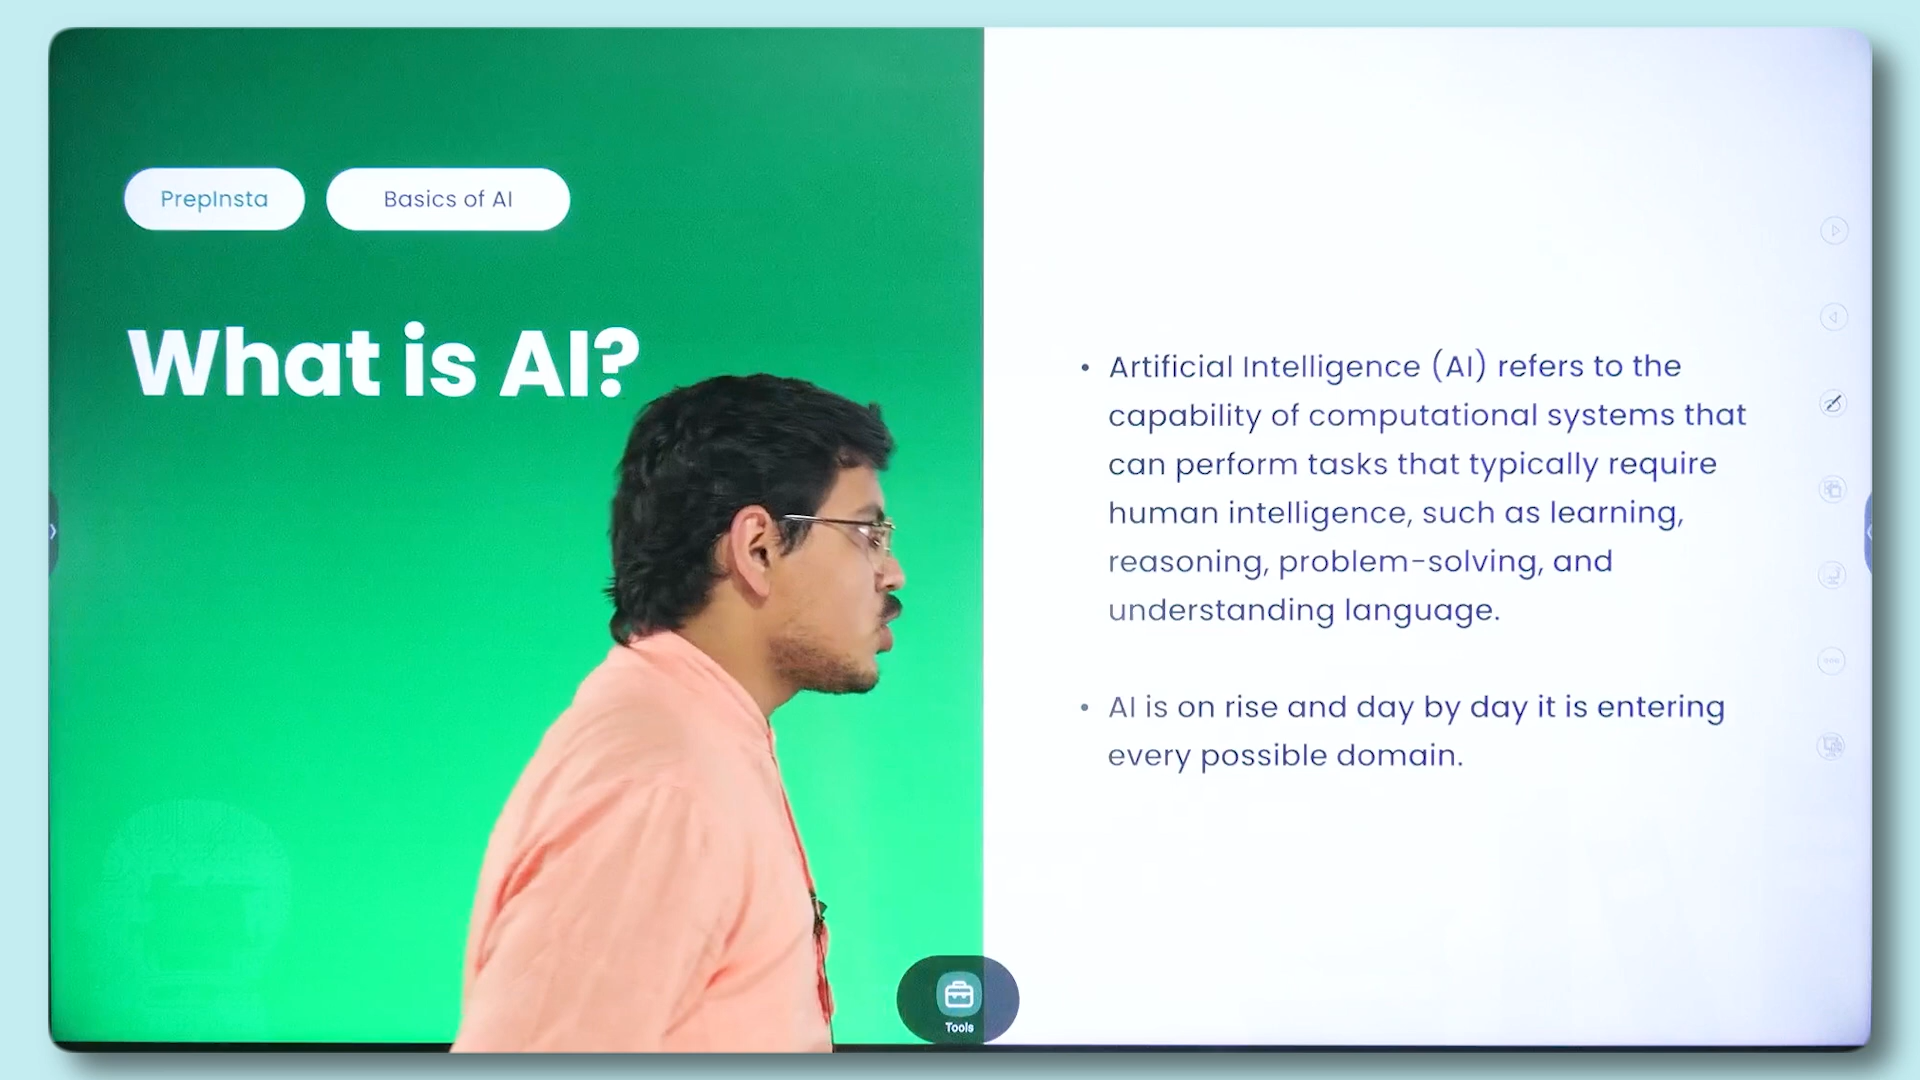 PrepInsta
Basics of AI
What is AI?
• Artificial Intelligence (AI) refers to the
capability of computational systems that
can perform tasks that typically require
human intelligence, such as learning,
reasoning, problem-solving, and
understanding language.
• AI is on rise and day by day it is entering
every possible domain.
Tools